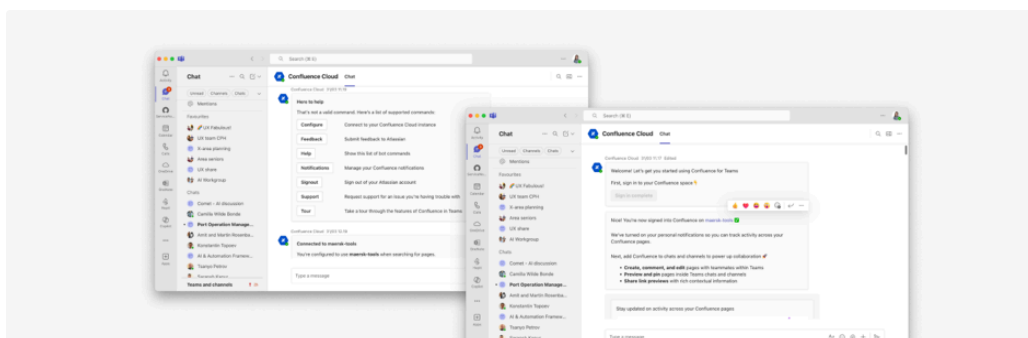 Search (⌘ E)
Chat
Confluence Cloud Chat
Unread Channels Chats
Mentions
Favourites
UX Fabulous!
UX team CPH
X-area planning
Area seniors
UX share
AI Workgroup
Chats
Comet - AI discussion
Camilla Wilde Bonde
Port Operation Manage...
Amit and Martin Rosenba...
Konstantin Topsov
AI & Automation Framew...
Tsanyo Petrov
Teams and channels
Here to help
That's not a valid command. Here's a list of supported commands:
Configure Connect to your Confluence Cloud instance
Feedback Submit feedback to Atlassian
Help Show this list of bot commands
Notifications Manage your Confluence notifications
Signout Sign out of your Atlassian account
Support Request support for an issue you're having trouble with
Tour Take a tour through the features of Confluence in Teams
Connected to maersk-tools
You're configured to use maersk-tools when searching for pages.
Type a message
Search (⌘ E)
Chat
Confluence Cloud Chat
Unread Channels Chats
Mentions
Favourites
UX Fabulous!
UX team CPH
X-area planning
Area seniors
UX share
AI Workgroup
Chats
Comet - AI discussion
Camilla Wilde Bonde
Port Operation Manage...
Amit and Martin Rosenba...
Konstantin Topsov
AI & Automation Framew...
Tsanyo Petrov
Welcome! Let's get you started using Confluence for Teams
First, sign in to your Confluence space👇
Sign in complete
Nice! You're now signed into Confluence on maersk-tools ✅
We've turned on your personal notifications so you can track activity across your
Confluence pages.
Next, add Confluence to chats and channels to power up collaboration 🚀
• Create, comment, and edit pages with teammates within Teams
• Preview and pin pages inside Teams chats and channels
• Share link previews with rich contextual information
Stay updated on activity across your Confluence pages
Type a message